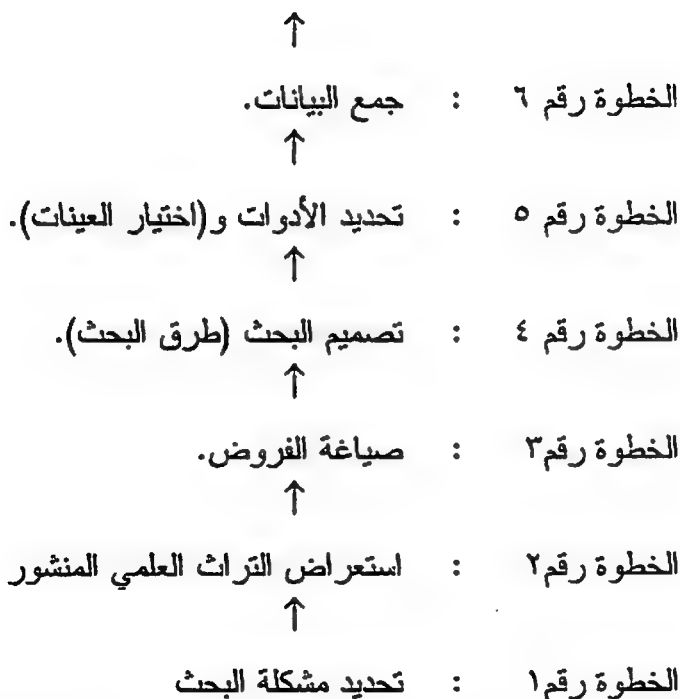 ↑
الخطوة رقم ٦ : جمع البيانات.
↑
الخطوة رقم ٥ : تحديد الأدوات و(اختيار العينات).
↑
الخطوة رقم ٤ : تصميم البحث (طرق البحث).
↑
الخطوة رقم٣ : صياغة الفروض.
↑
الخطوة رقم٢ : استعراض التراث العلمي المنشور
↑
الخطوة رقم١ : تحديد مشكلة البحث